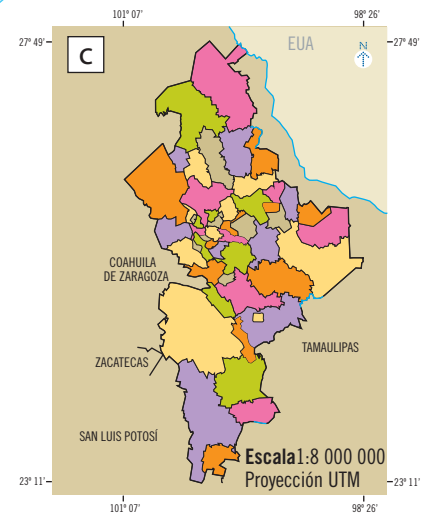 101° 07'
98° 26'
27° 49'
27° 49'
C
EUA
N
COAHUILA
DE ZARAGOZA
ZACATECAS
TAMAULIPAS
SAN LUIS POTOSÍ
Escala1:8 000 000
Proyección UTM
23° 11'
23° 11'
101° 07'
98° 26'